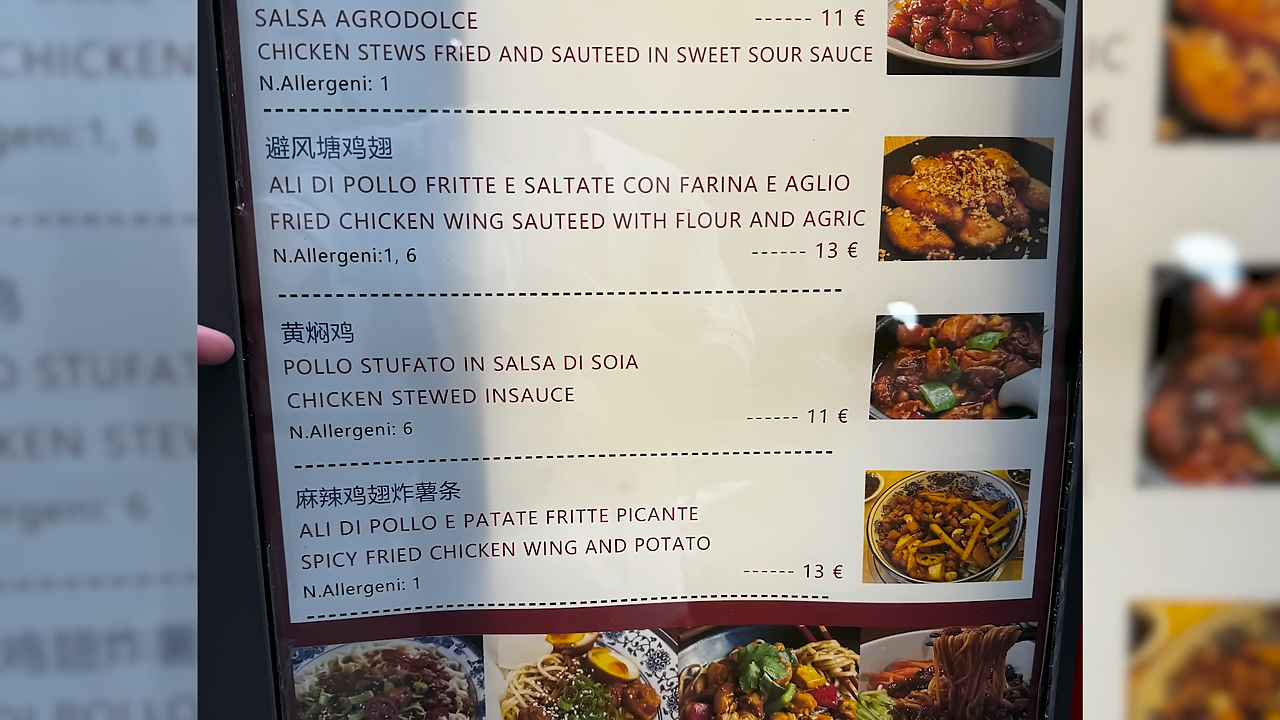 SALSA AGRODOLCE ------ 11 €
CHICKEN STEWS FRIED AND SAUTEED IN SWEET SOUR SAUCE
N.Allergeni: 1
避风塘鸡翅
ALI DI POLLO FRITTE E SALTATE CON FARINA E AGLIO
FRIED CHICKEN WING SAUTEED WITH FLOUR AND AGRIC
N.Allergeni:1, 6 ------ 13 €
黄焖鸡
POLLO STUFATO IN SALSA DI SOIA
CHICKEN STEWED INSAUCE
N.Allergeni: 6 ------ 11 €
麻辣鸡翅炸薯条
ALI DI POLLO E PATATE FRITTE PICANTE
SPICY FRIED CHICKEN WING AND POTATO
N.Allergeni: 1 ------ 13 €